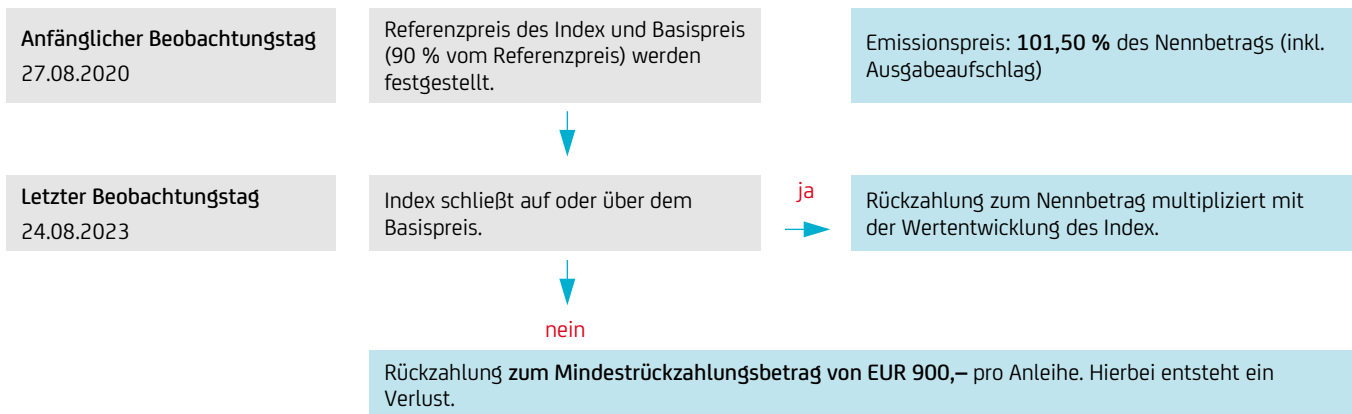 Anfänglicher Beobachtungstag
27.08.2020
Referenzpreis des Index und Basispreis
(90 % vom Referenzpreis) werden
festgestellt.
Emissionspreis: 101,50 % des Nennbetrags (inkl.
Ausgabeaufschlag)
Letzter Beobachtungstag
24.08.2023
Index schließt auf oder über dem
Basispreis.
ja
Rückzahlung zum Nennbetrag multipliziert mit
der Wertentwicklung des Index.
nein
Rückzahlung zum Mindestrückzahlungsbetrag von EUR 900,– pro Anleihe. Hierbei entsteht ein
Verlust.